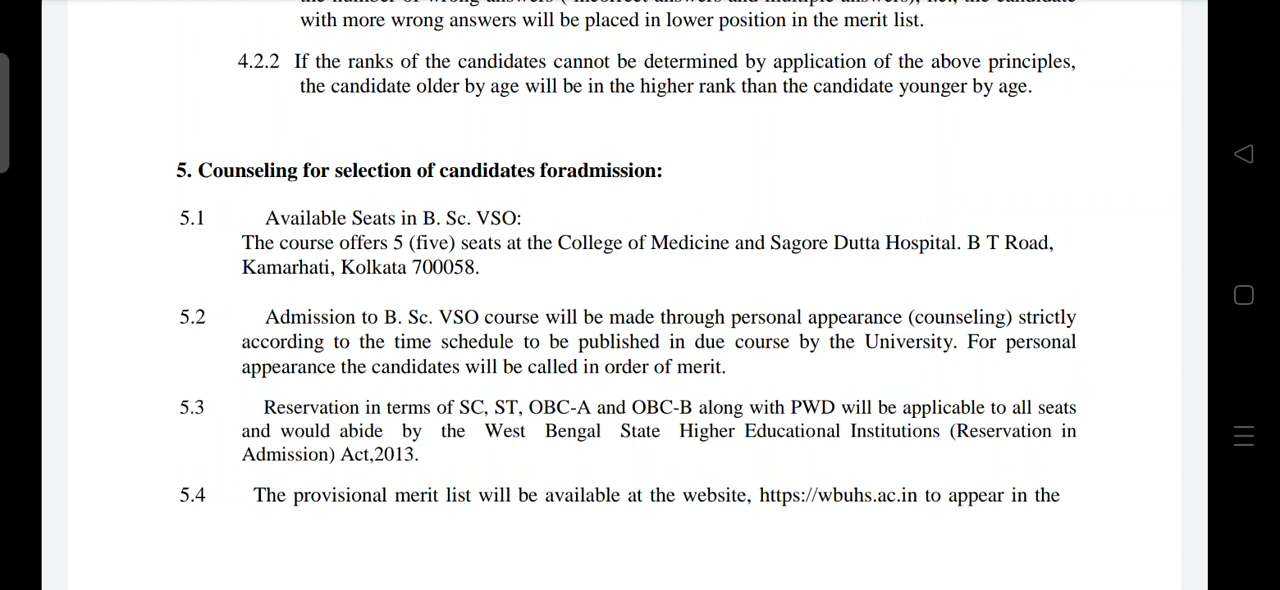 with more wrong answers will be placed in lower position in the merit list.
4.2.2 If the ranks of the candidates cannot be determined by application of the above principles,
the candidate older by age will be in the higher rank than the candidate younger by age.
5. Counseling for selection of candidates foradmission:
5.1 Available Seats in B. Sc. VSO:
The course offers 5 (five) seats at the College of Medicine and Sagore Dutta Hospital. B T Road,
Kamarhati, Kolkata 700058.
5.2 Admission to B. Sc. VSO course will be made through personal appearance (counseling) strictly
according to the time schedule to be published in due course by the University. For personal
appearance the candidates will be called in order of merit.
5.3 Reservation in terms of SC, ST, OBC-A and OBC-B along with PWD will be applicable to all seats
and would abide by the West Bengal State Higher Educational Institutions (Reservation in
Admission) Act,2013.
5.4 The provisional merit list will be available at the website, https://wbuhs.ac.in to appear in the